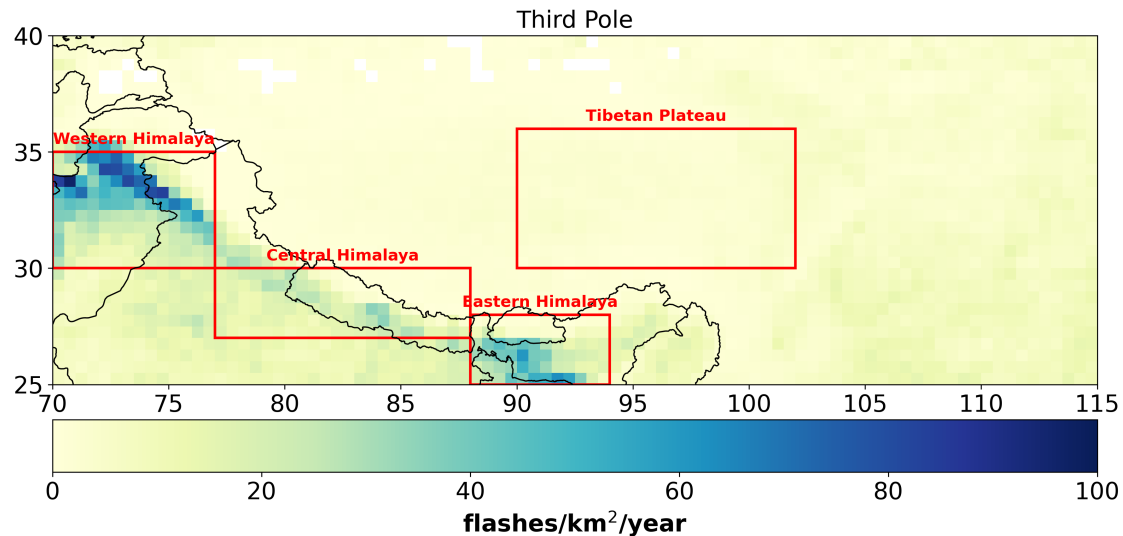 Third Pole
40
35
30
25
Western Himalaya
Tibetan Plateau
Central Himalaya
Eastern Himalaya
70 75 80 85 90 95 100 105 110 115
0 20 40 60 80 100
flashes/km²/year